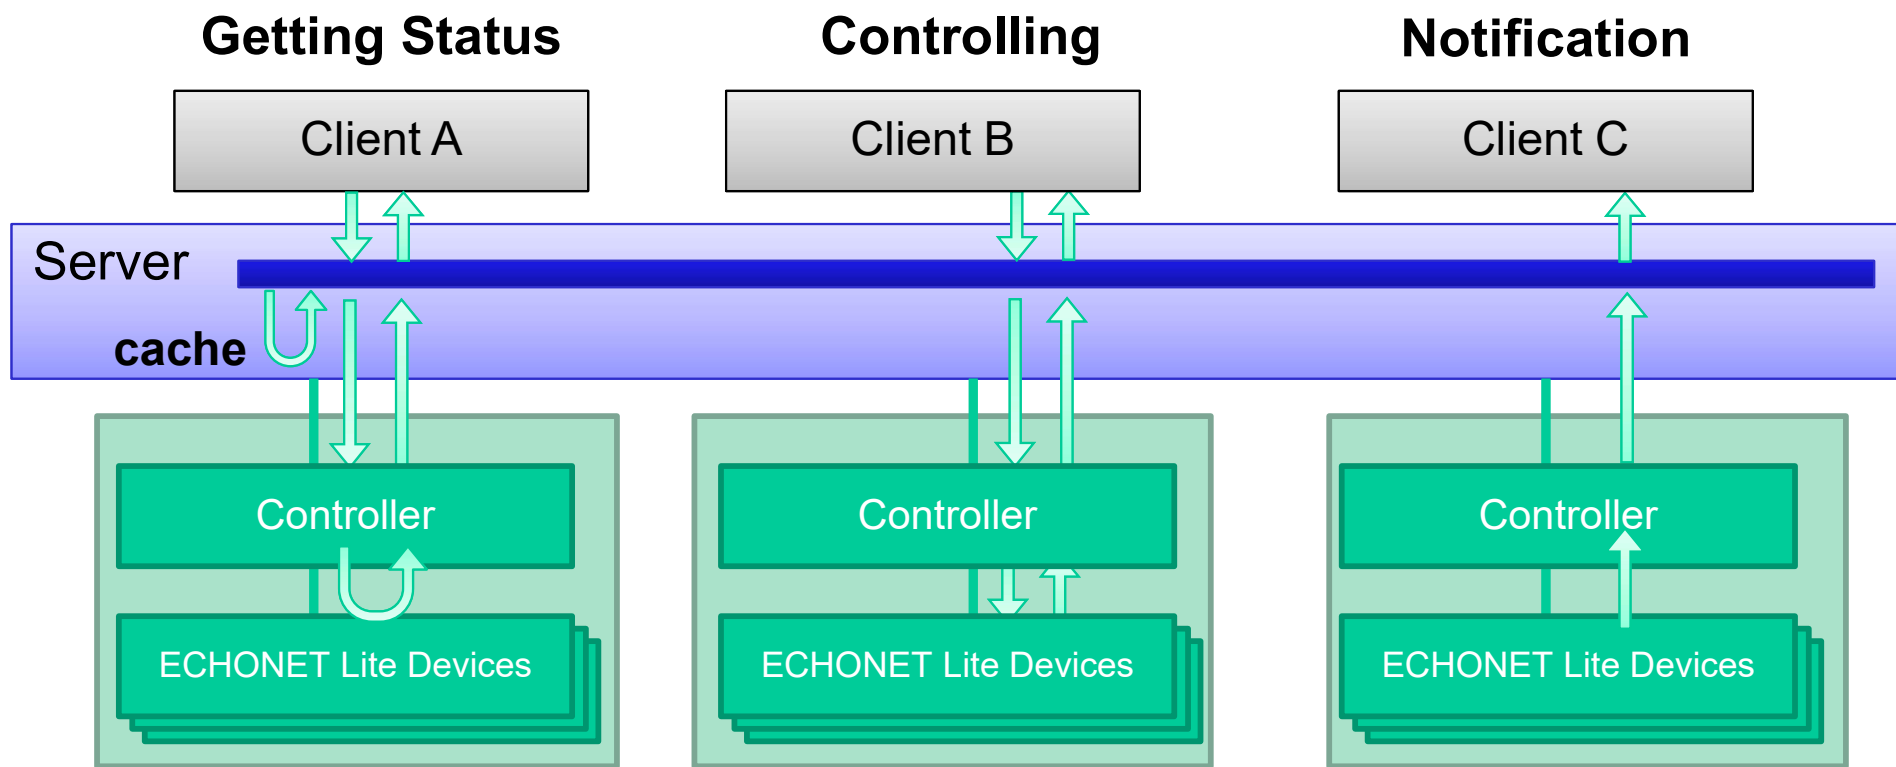 Getting Status
Controlling
Notification
Client A
Client B
Client C
Server
cache
Controller
Controller
Controller
ECHONET Lite Devices
ECHONET Lite Devices
ECHONET Lite Devices